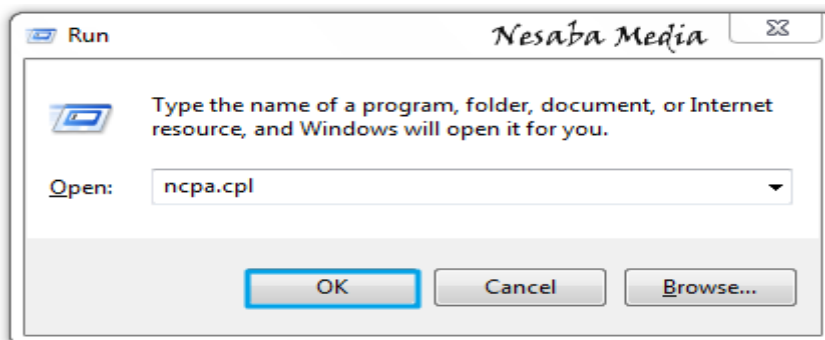 Run
Nesaba Media
Type the name of a program, folder, document, or Internet
resource, and Windows will open it for you.
Open:
ncpa.cpl
OK
Cancel
Browse...